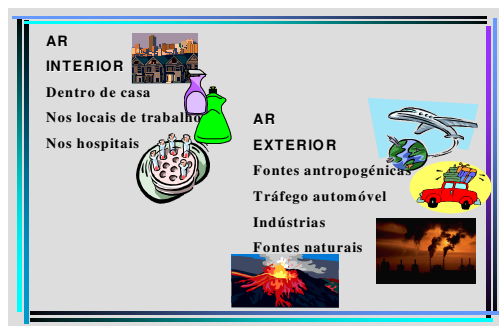 AR
INTERIOR
Dentro de casa
Nos locais de trabalho
Nos hospitais
AR
EXTERIOR
Fontes antropogénicas
Tráfego automóvel
Indústrias
Fontes naturais